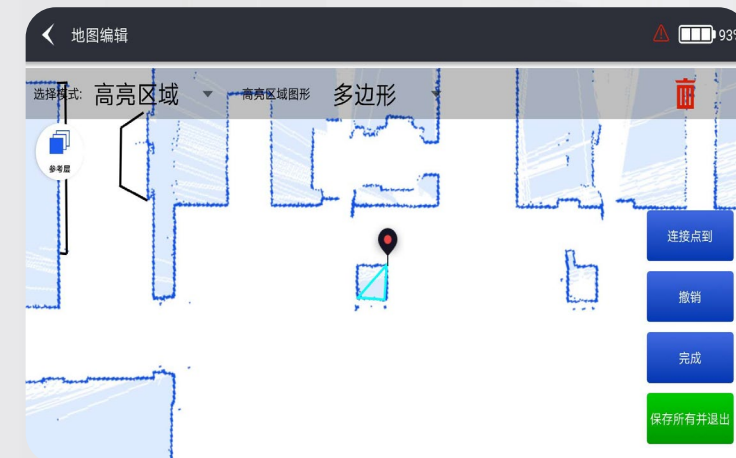 地图编辑
93%
选择模式: 高亮区域 高亮区域图形 多边形
参考层
连接点到
撤销
完成
保存所有并退出